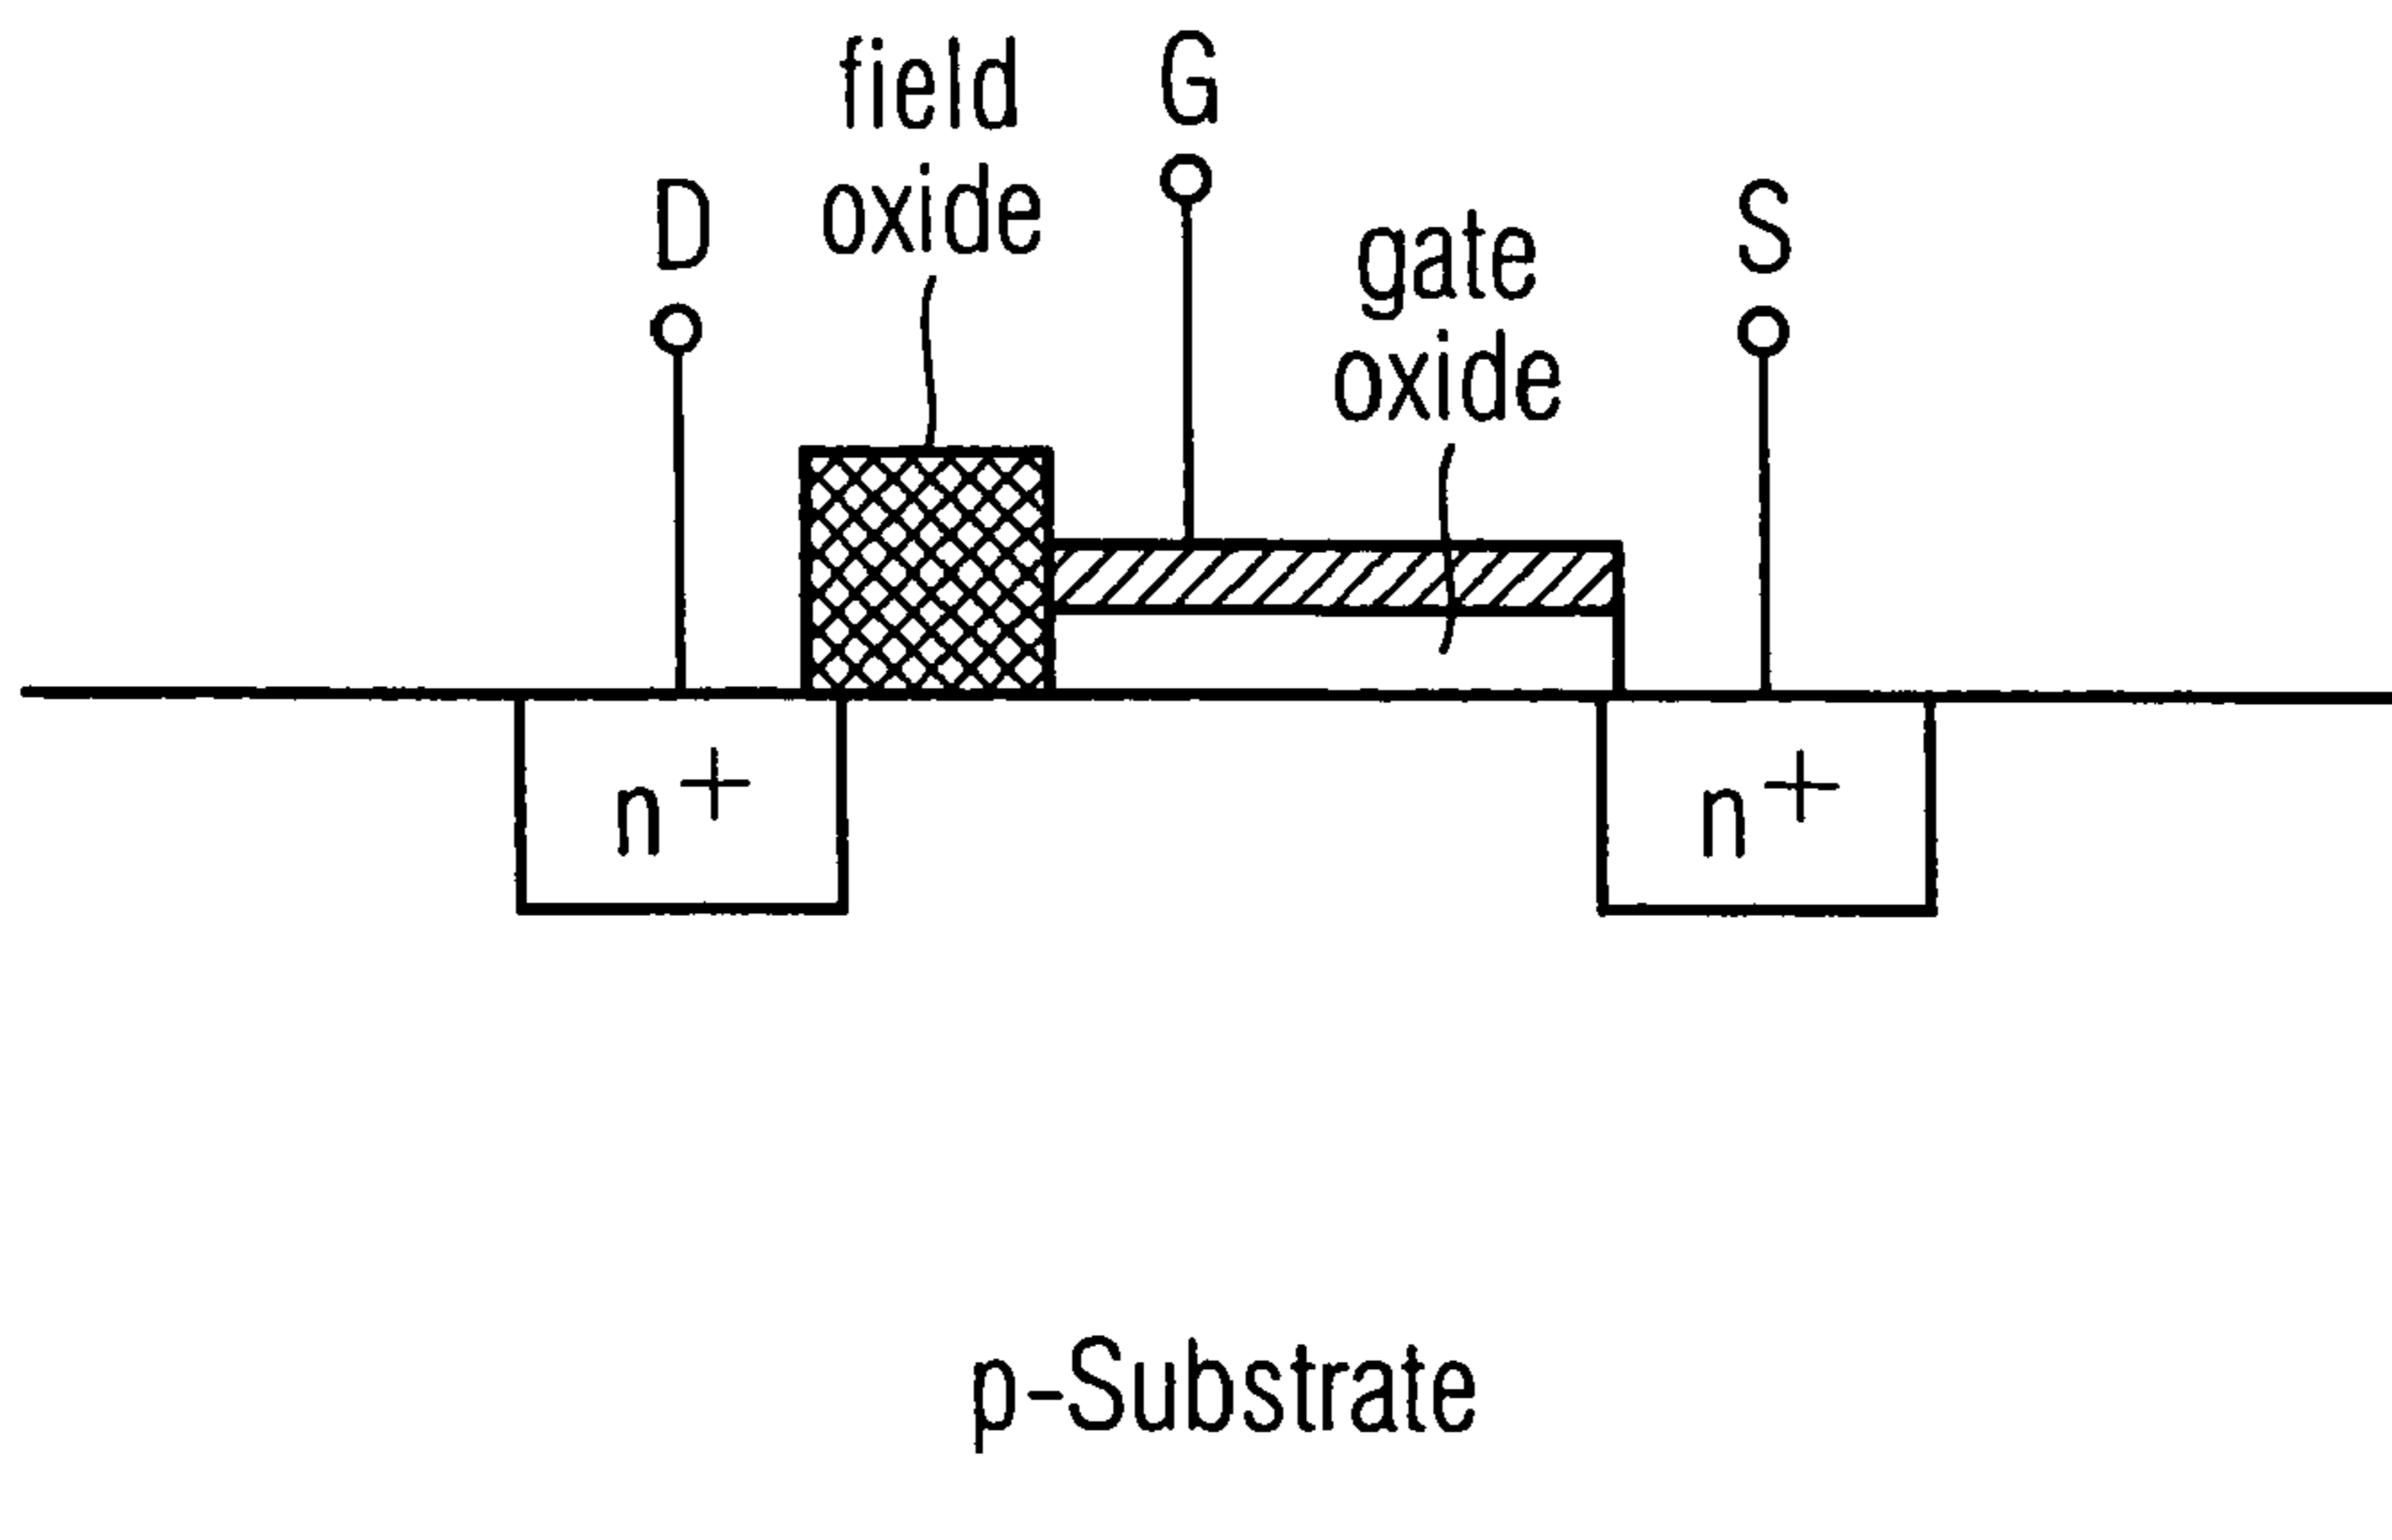 field
oxide
G
D
gate
oxide
S
n+
n+
p-Substrate